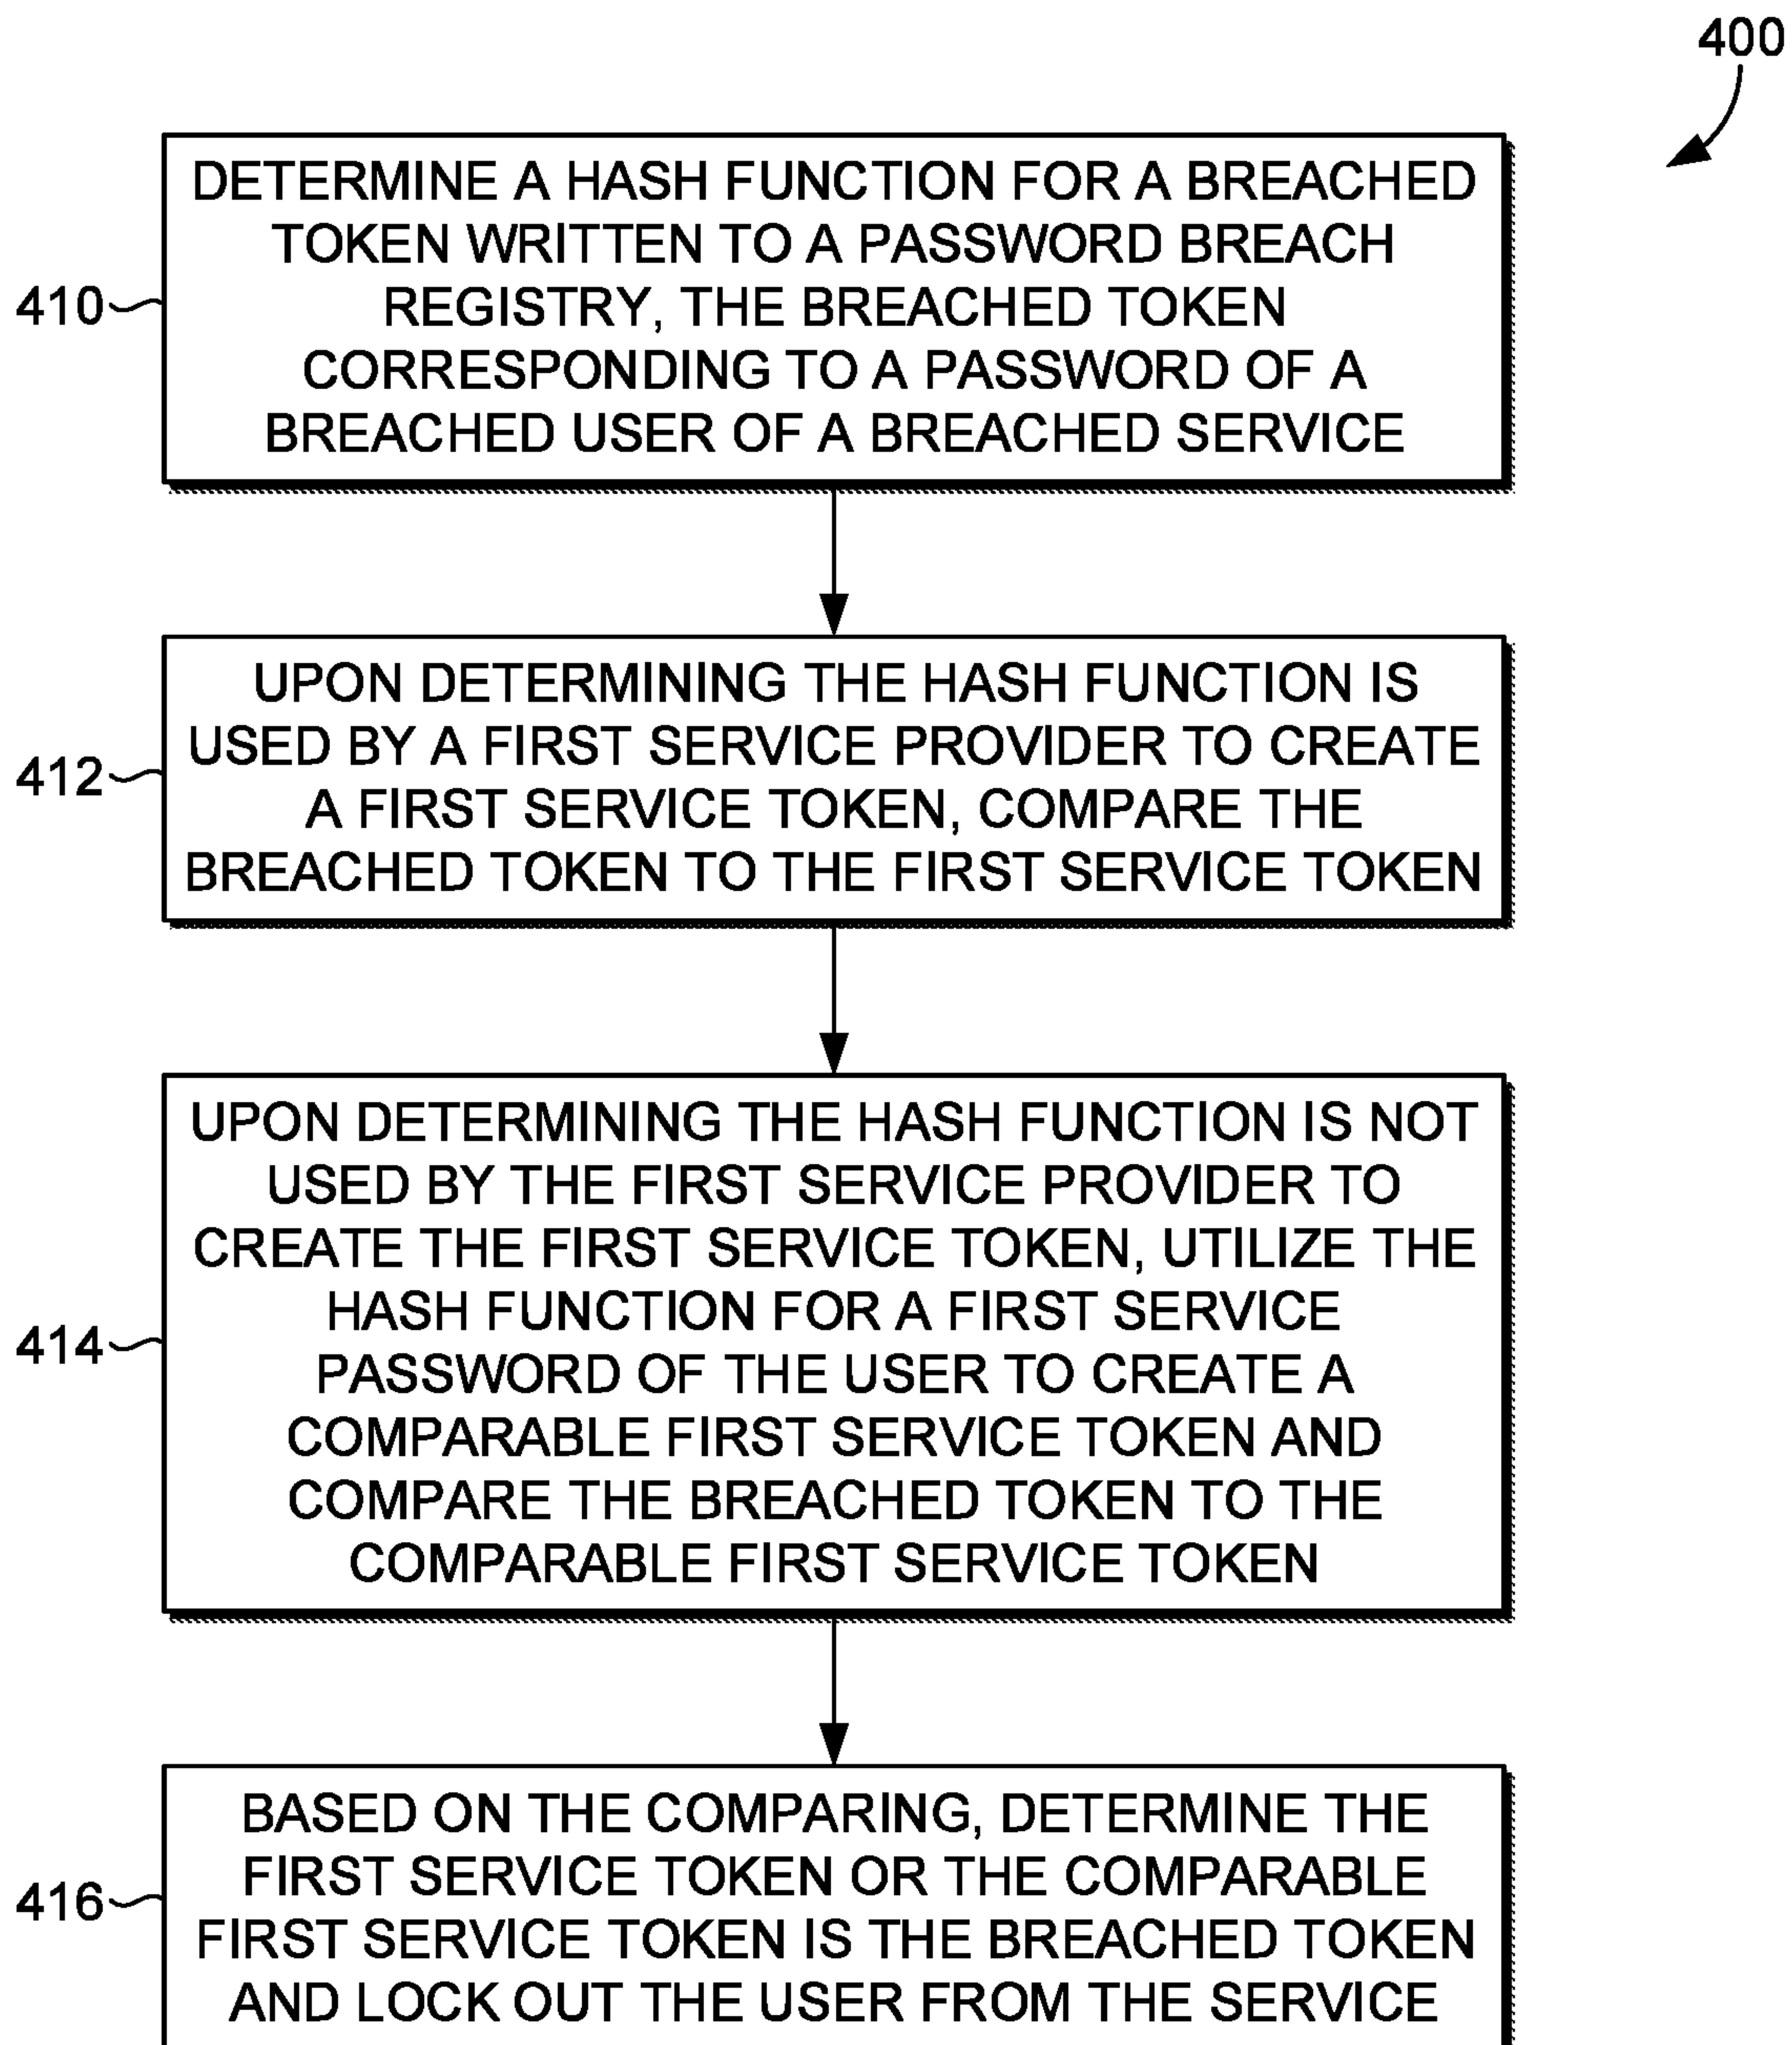 400
DETERMINE A HASH FUNCTION FOR A BREACHED
TOKEN WRITTEN TO A PASSWORD BREACH
REGISTRY, THE BREACHED TOKEN
CORRESPONDING TO A PASSWORD OF A
BREACHED USER OF A BREACHED SERVICE
410
UPON DETERMINING THE HASH FUNCTION IS
USED BY A FIRST SERVICE PROVIDER TO CREATE
A FIRST SERVICE TOKEN, COMPARE THE
BREACHED TOKEN TO THE FIRST SERVICE TOKEN
412
UPON DETERMINING THE HASH FUNCTION IS NOT
USED BY THE FIRST SERVICE PROVIDER TO
CREATE THE FIRST SERVICE TOKEN, UTILIZE THE
HASH FUNCTION FOR A FIRST SERVICE
PASSWORD OF THE USER TO CREATE A
COMPARABLE FIRST SERVICE TOKEN AND
COMPARE THE BREACHED TOKEN TO THE
COMPARABLE FIRST SERVICE TOKEN
414
BASED ON THE COMPARING, DETERMINE THE
FIRST SERVICE TOKEN OR THE COMPARABLE
FIRST SERVICE TOKEN IS THE BREACHED TOKEN
AND LOCK OUT THE USER FROM THE SERVICE
416